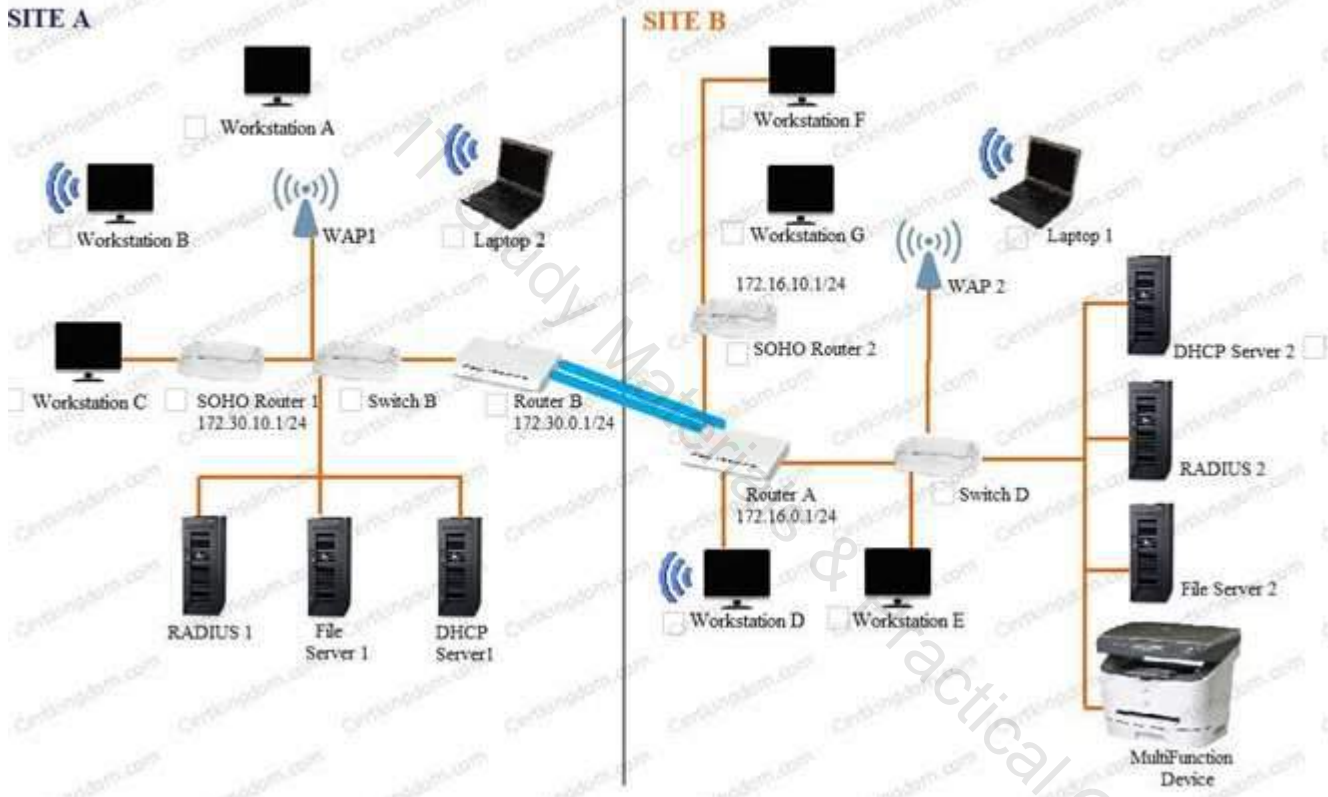 SITE A
SITE B
Workstation A
Workstation F
Workstation B
WAP1
Laptop 2
Workstation G
Laptop 1
172.16.10.1/24
WAP 2
SOHO Router 2
DHCP Server 2
Workstation C
SOHO Router 1
172.30.10.1/24
Switch B
Router B
172.30.0.1/24
Router A
172.16.0.1/24
Switch D
RADIUS 2
RADIUS 1
File
Server 1
DHCP
Server1
Workstation D
Workstation E
File Server 2
MultiFunction
Device
Certkingdom.com